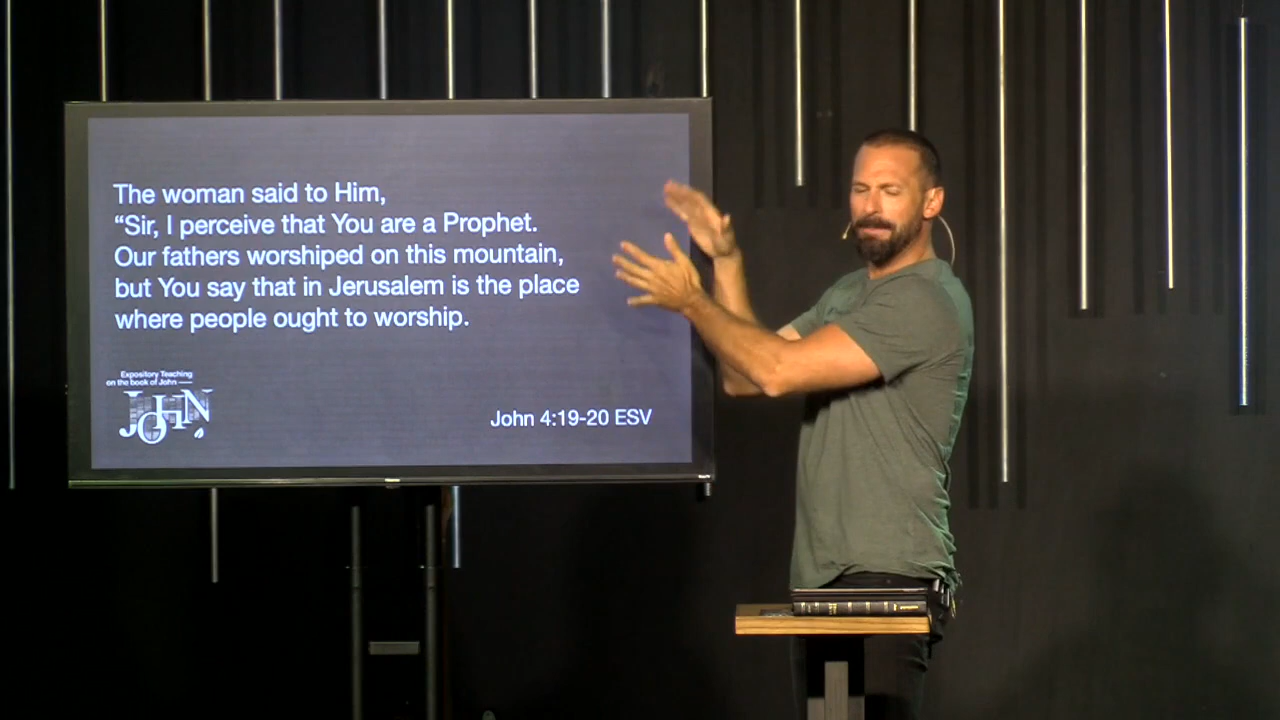 The woman said to Him,
“Sir, I perceive that You are a Prophet.
Our fathers worshiped on this mountain,
but You say that in Jerusalem is the place
where people ought to worship.
Expository Teaching
on the book of John
JOHN
John 4:19-20 ESV